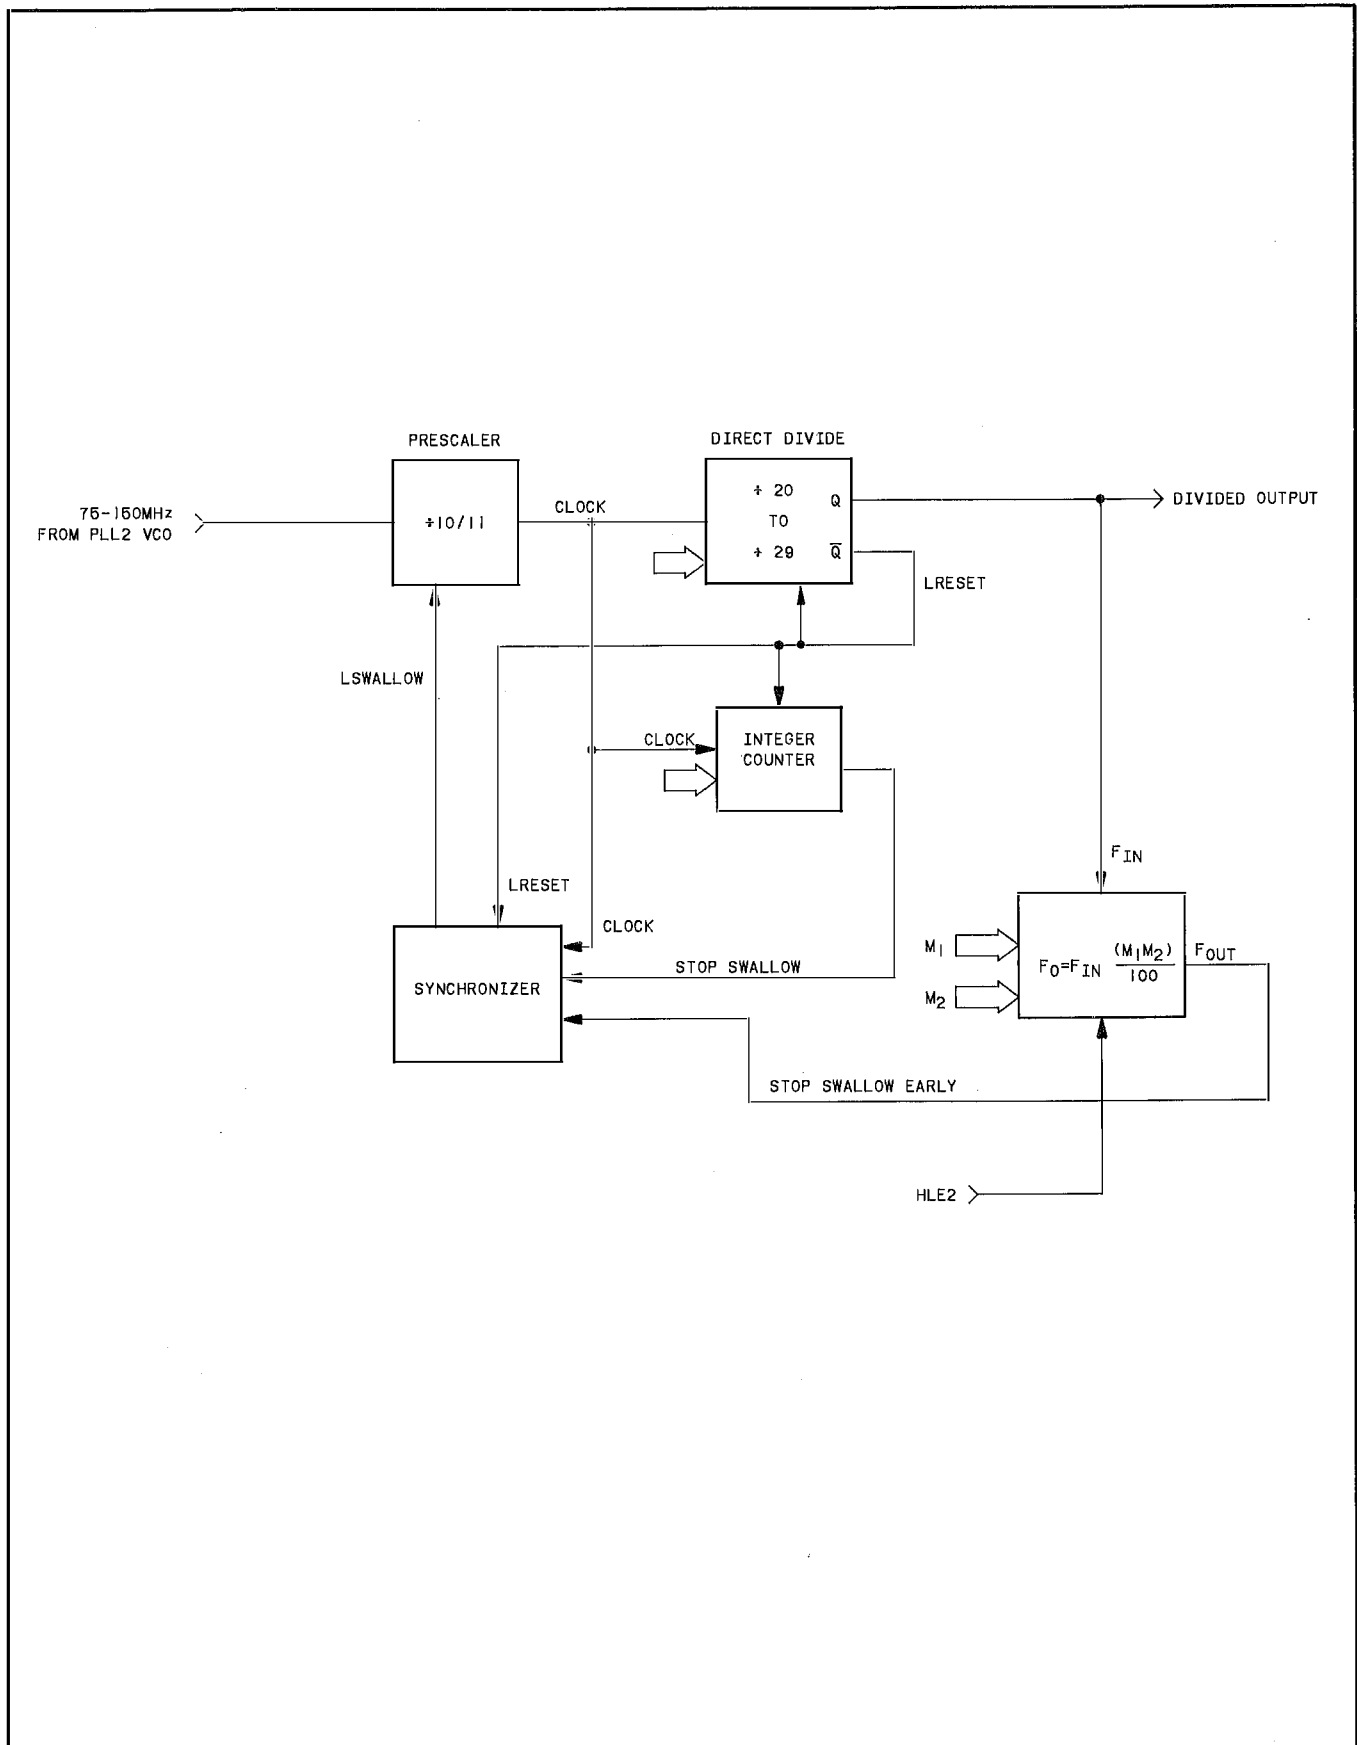 PRESCALER
DIRECT DIVIDE
75-150MHz
FROM PLL2 VCO
÷10/11
CLOCK
÷ 20
TO
÷ 29
Q
Q̅
DIVIDED OUTPUT
LRESET
LSWALLOW
CLOCK
INTEGER
COUNTER
FIN
LRESET
CLOCK
STOP SWALLOW
SYNCHRONIZER
M1
M2
FO=FIN (M1M2)/100
FOUT
STOP SWALLOW EARLY
HLE2